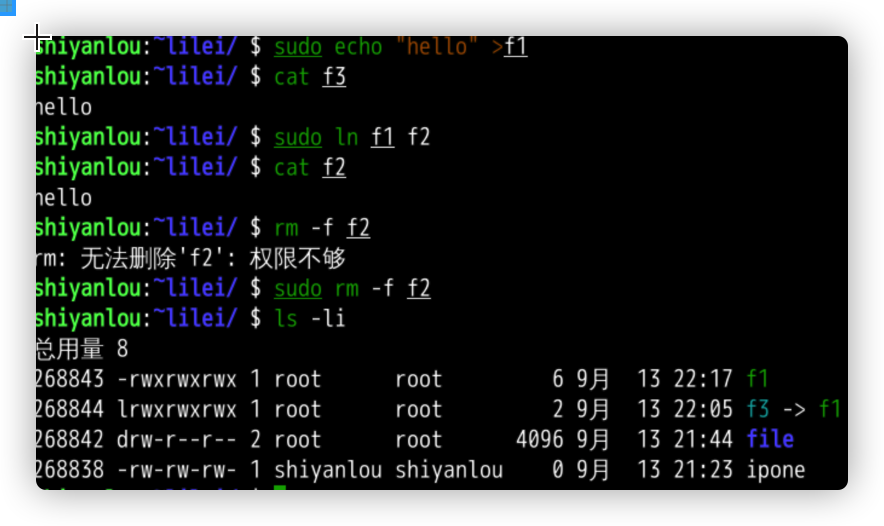 shiyanlou:~lilei/ $ sudo echo "hello" >f1
shiyanlou:~lilei/ $ cat f3
hello
shiyanlou:~lilei/ $ sudo ln f1 f2
shiyanlou:~lilei/ $ cat f2
hello
shiyanlou:~lilei/ $ rm -f f2
rm: 无法删除'f2': 权限不够
shiyanlou:~lilei/ $ sudo rm -f f2
shiyanlou:~lilei/ $ ls -li
总用量 8
268843 -rwxrwxrwx 1 root      root         6 9月  13 22:17 f1
268844 lrwxrwxrwx 1 root      root         2 9月  13 22:05 f3 -> f1
268842 drw-r--r-- 2 root      root      4096 9月  13 21:44 file
268838 -rw-rw-rw- 1 shiyanlou shiyanlou    0 9月  13 21:23 ipone